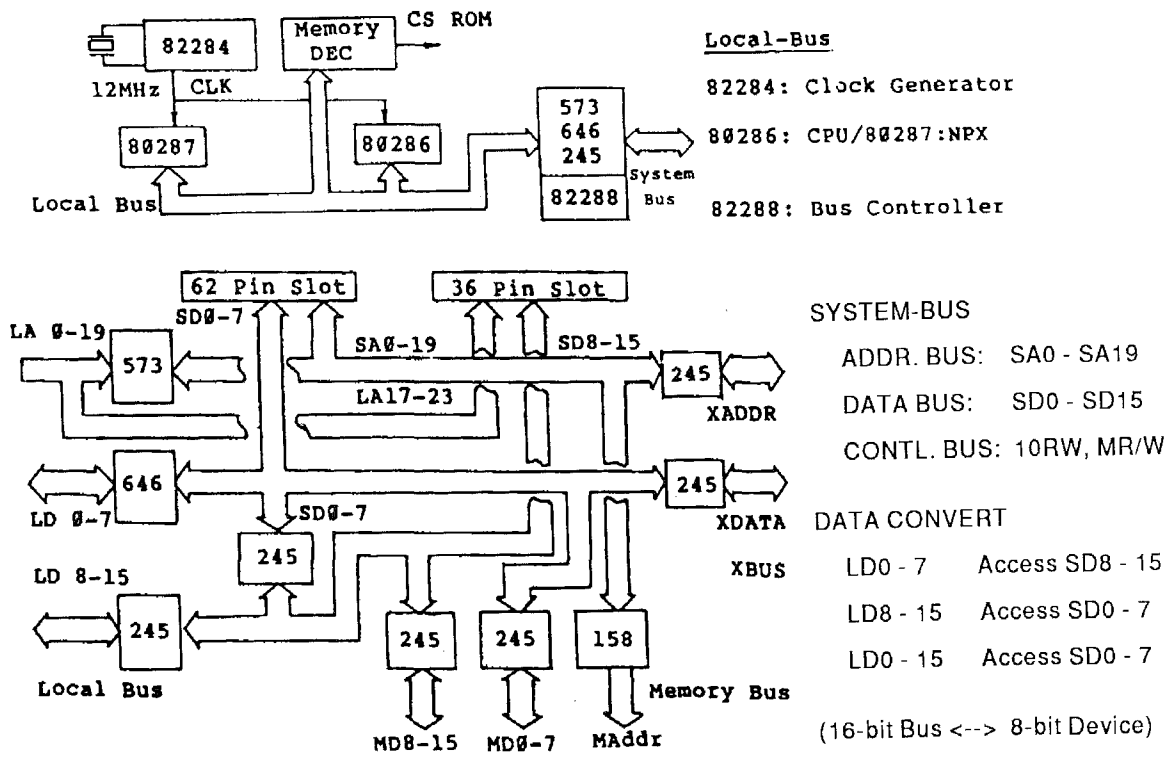 CS ROM
82284
Memory
DEC
12MHz CLK
80287
80286
573
646
245
82288
System
Bus
Local Bus
Local-Bus
82284: Clock Generator
80286: CPU/80287:NPX
82288: Bus Controller
62 Pin Slot
36 Pin Slot
SD0-7
LA 0-19
573
SA0-19
SD8-15
245
LA17-23
XADDR
646
245
LD 0-7
SD0-7
XDATA
245
XBUS
LD 8-15
245
245
245
158
Local Bus
Memory Bus
MD8-15
MD0-7
MAddr
SYSTEM-BUS
ADDR. BUS: SA0 - SA19
DATA BUS: SD0 - SD15
CONTL. BUS: 10RW, MR/W
DATA CONVERT
LD0 - 7 Access SD8 - 15
LD8 - 15 Access SD0 - 7
LD0 - 15 Access SD0 - 7
(16-bit Bus <--> 8-bit Device)